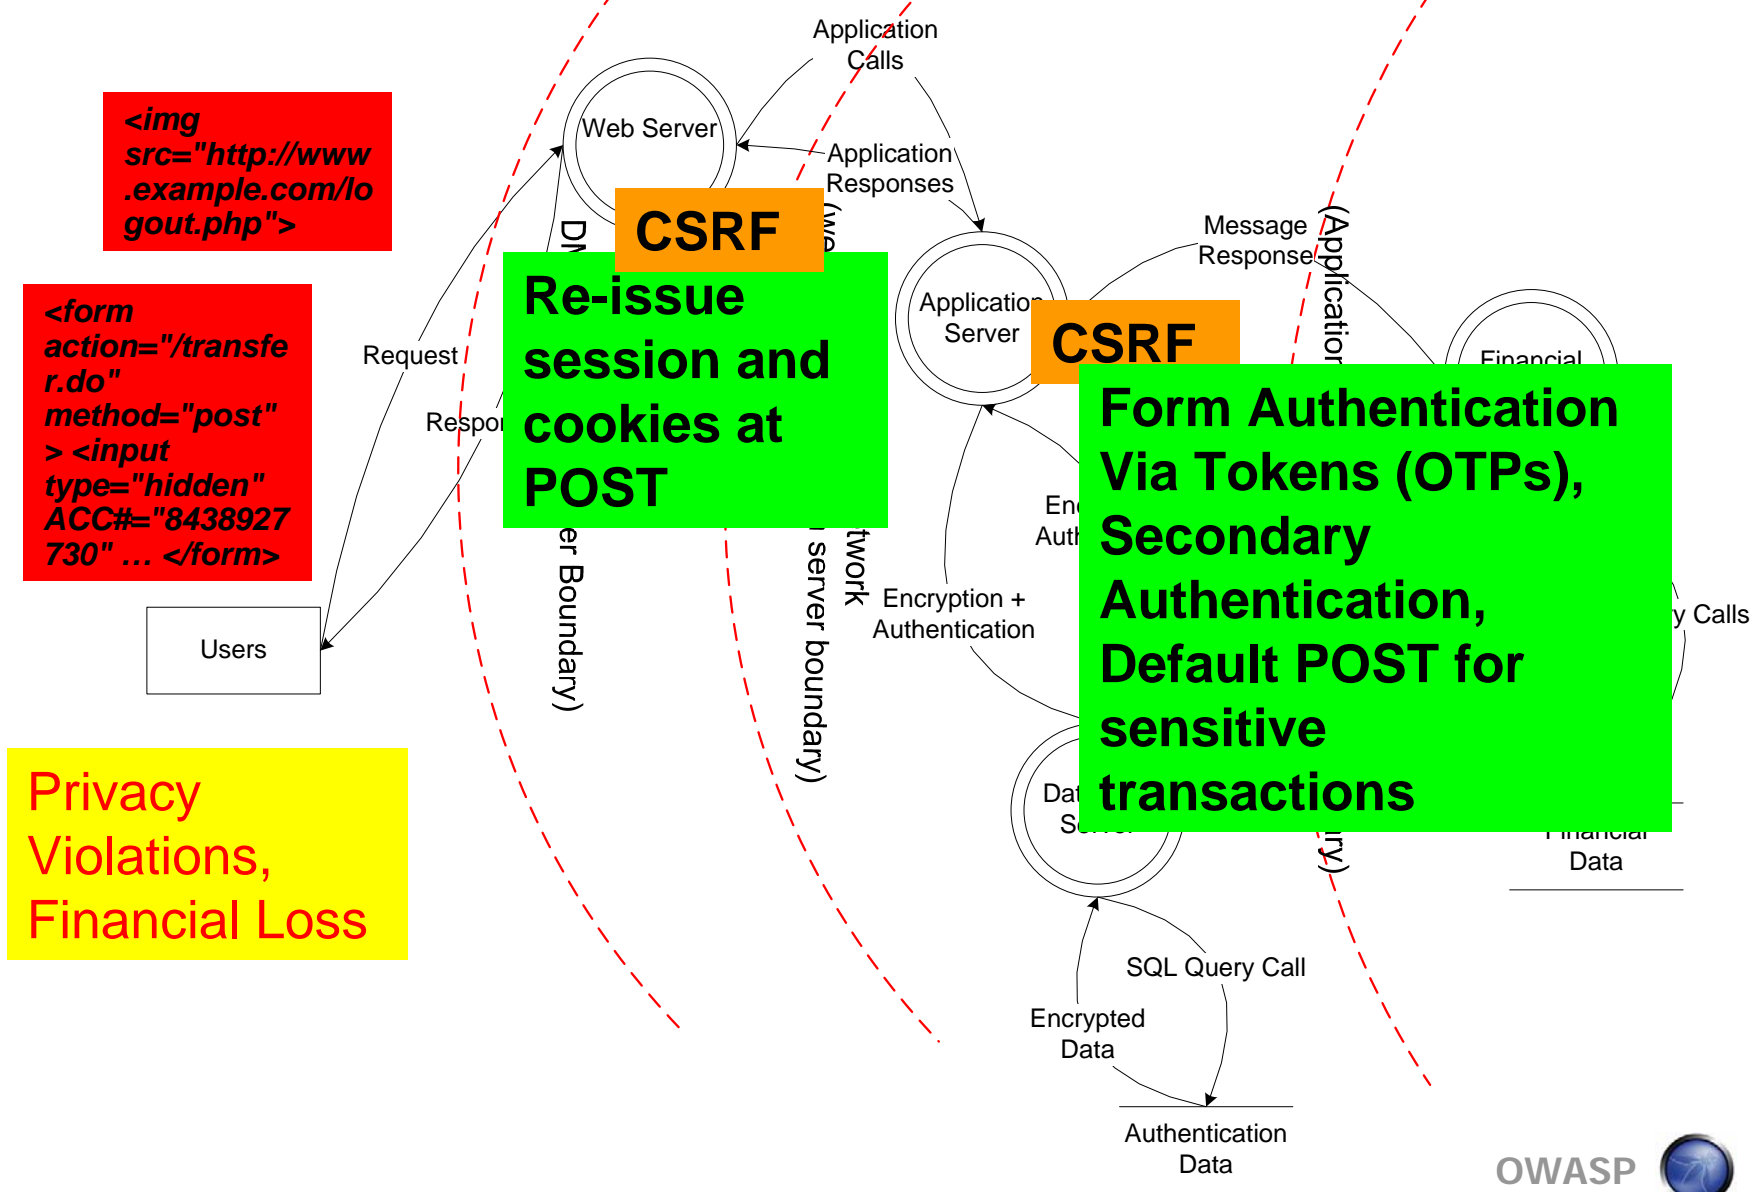 Application
Calls
<img
src="http://www
.example.com/lo
gout.php">
Web Server
Application
Responses
CSRF
Message
Response
(Application
Re-issue
session and
cookies at
POST
<form
action="/transfe
r.do"
method="post"
> <input
type="hidden"
ACC#="8438927
730" … </form>
Request
Application
Server
CSRF
Financial
Form Authentication
Via Tokens (OTPs),
Secondary
Authentication,
Default POST for
sensitive
transactions
er Boundary)
twork
server boundary)
Encryption +
Authentication
y Calls
Users
Privacy
Violations,
Financial Loss
Financial
Data
SQL Query Call
Encrypted
Data
Authentication
Data
OWASP